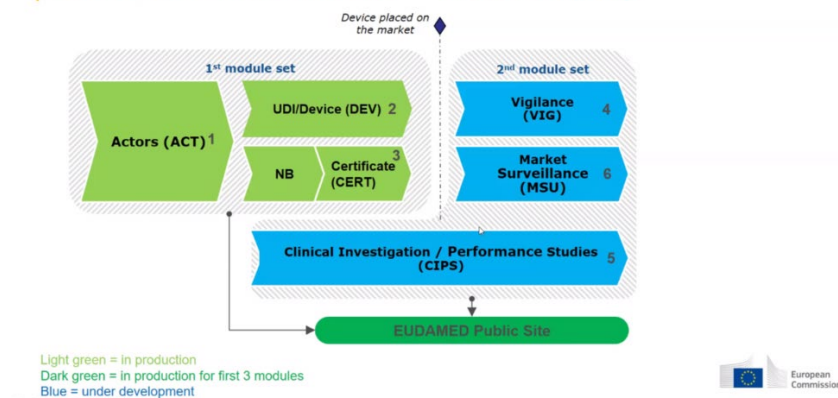 Device placed on
the market
1st module set
2nd module set
Actors (ACT) 1
UDI/Device (DEV) 2
NB
Certificate
(CERT)
3
Vigilance
(VIG)
4
Market
Surveillance
(MSU)
6
Clinical Investigation / Performance Studies
(CIPS)
5
EUDAMED Public Site
Light green = in production
Dark green = in production for first 3 modules
Blue = under development
European
Commission